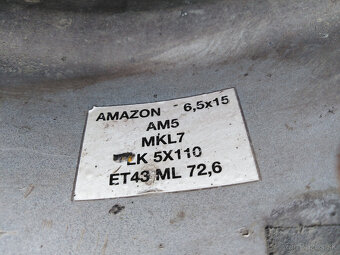 AMAZON - 6,5x15
AM5
MKL7
LK 5X110
ET43 ML 72,6